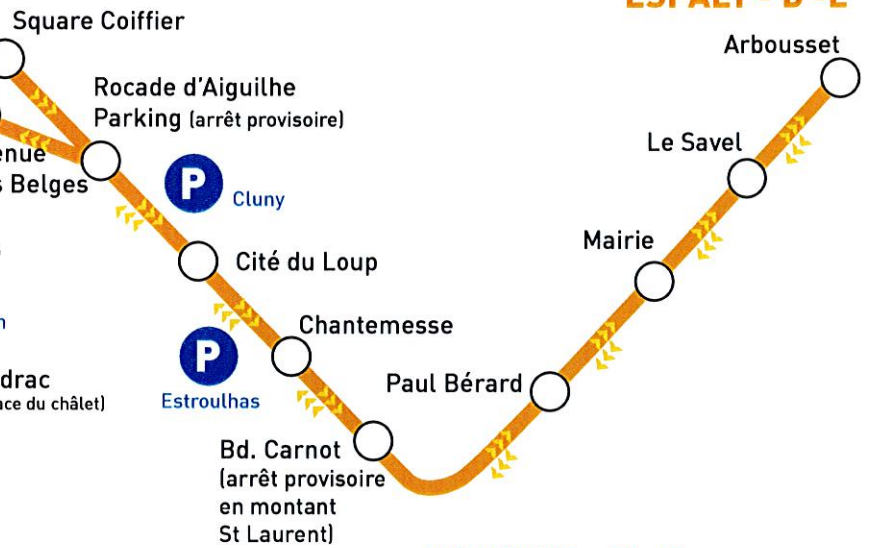 Square Coiffier
Arbousset
Rocade d'Aiguilhe
Parking (arrêt provisoire)
Le Savel
s Belges
P
Cluny
Mairie
Cité du Loup
Chantemesse
P
Estroulhas
Paul Bérard
Bd. Carnot
(arrêt provisoire
en montant
St Laurent)